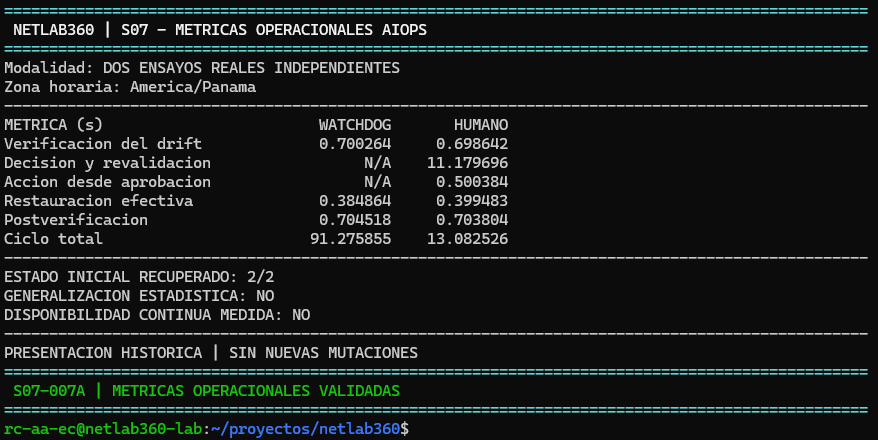 ================================================================================================
NETLAB360 | S07 - METRICAS OPERACIONALES AIOPS
================================================================================================
Modalidad: DOS ENSAYOS REALES INDEPENDIENTES
Zona horaria: America/Panama
------------------------------------------------------------------------------------------------
METRICA (s)                        WATCHDOG       HUMANO
Verificacion del drift             0.700264     0.698642
Decision y revalidacion                 N/A    11.179696
Accion desde aprobacion                 N/A     0.500384
Restauracion efectiva              0.384864     0.399483
Postverificacion                   0.704518     0.703804
Ciclo total                       91.275855    13.082526
------------------------------------------------------------------------------------------------
ESTADO INICIAL RECUPERADO: 2/2
GENERALIZACION ESTADISTICA: NO
DISPONIBILIDAD CONTINUA MEDIDA: NO
------------------------------------------------------------------------------------------------
PRESENTACION HISTORICA | SIN NUEVAS MUTACIONES
================================================================================================
S07-007A | METRICAS OPERACIONALES VALIDADAS
================================================================================================
rc-aa-ec@netlab360-lab:~/proyectos/netlab360$